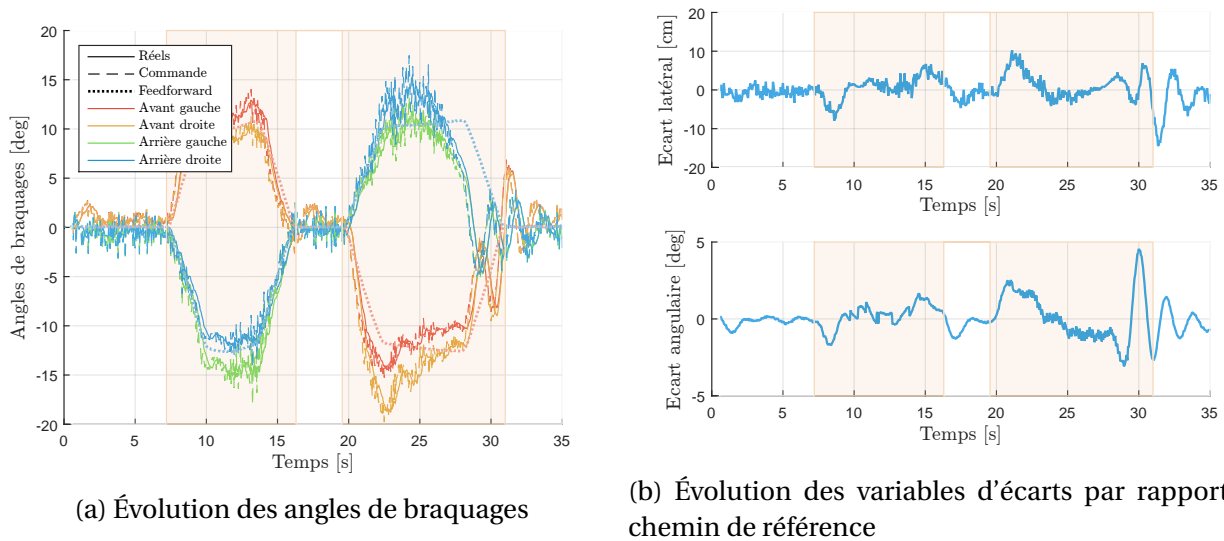 20
15
10
5
0
-5
-10
-15
-20
Angles de braquages [deg]
Réels
Commande
Feedforward
Avant gauche
Avant droite
Arrière gauche
Arrière droite
0 5 10 15 20 25 30 35
Temps [s]
(a) Évolution des angles de braquages
20
10
0
-10
-20
Ecart latéral [cm]
0 5 10 15 20 25 30 35
Temps [s]
5
0
-5
Ecart angulaire [deg]
0 5 10 15 20 25 30 35
Temps [s]
(b) Évolution des variables d'écarts par rapport
chemin de référence